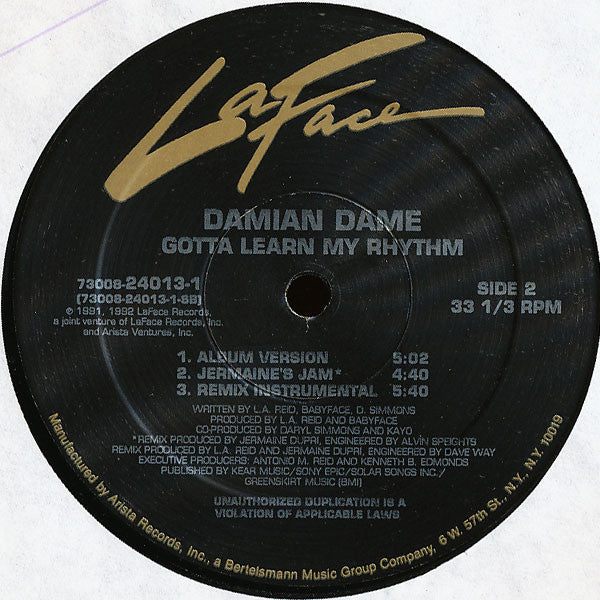 LaFace
DAMIAN DAME
GOTTA LEARN MY RHYTHM
73008-24013-1
(73008-24013-1-SB)
℗ 1991, 1992 LaFace Records,
a joint venture of LaFace Records, Inc.
and Arista Ventures, Inc.
SIDE 2
33 1/3 RPM
1. ALBUM VERSION 5:02
2. JERMAINE'S JAM* 4:40
3. REMIX INSTRUMENTAL 5:40
WRITTEN BY L.A. REID, BABYFACE, D. SIMMONS
PRODUCED BY L.A. REID AND BABYFACE
CO-PRODUCED BY DARYL SIMMONS AND KAYO
*REMIX PRODUCED BY JERMAINE DUPRI, ENGINEERED BY ALVIN SPEIGHTS
REMIX PRODUCED BY L.A. REID AND JERMAINE DUPRI, ENGINEERED BY DAVE WAY
EXECUTIVE PRODUCERS: ANTONIO M. REID AND KENNETH B. EDMONDS
PUBLISHED BY KEAR MUSIC/SONY EPIC/SOLAR SONGS INC./
GREENSKIRT MUSIC (BMI)
UNAUTHORIZED DUPLICATION IS A
VIOLATION OF APPLICABLE LAWS
Manufactured by Arista Records, Inc., a Bertelsmann Music Group Company, 6 W. 57th St., N.Y., N.Y. 10019